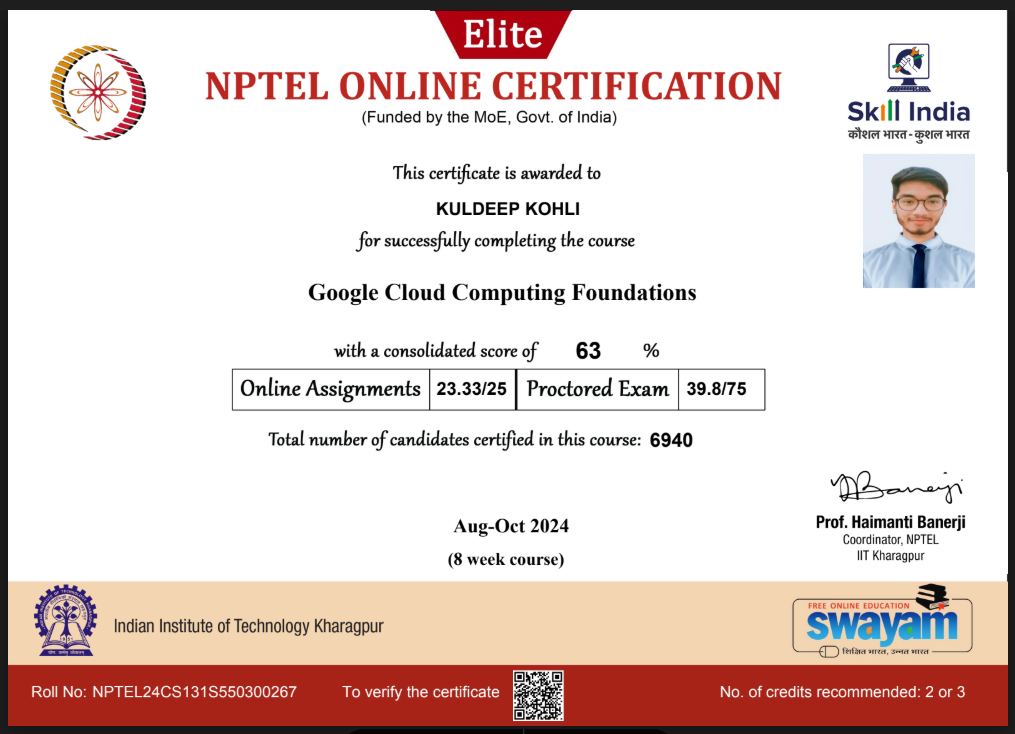 Elite
NPTEL ONLINE CERTIFICATION
(Funded by the MoE, Govt. of India)
Skill India
कौशल भारत - कुशल भारत
This certificate is awarded to
KULDEEP KOHLI
for successfully completing the course
Google Cloud Computing Foundations
with a consolidated score of 63 %
Online Assignments 23.33/25 Proctored Exam 39.8/75
Total number of candidates certified in this course: 6940
Banerji
Prof. Haimanti Banerji
Coordinator, NPTEL
IIT Kharagpur
Aug-Oct 2024
(8 week course)
Indian Institute of Technology Kharagpur
FREE ONLINE EDUCATION
swayam
शिक्षित भारत, उन्नत भारत
Roll No: NPTEL24CS131S550300267
To verify the certificate
No. of credits recommended: 2 or 3